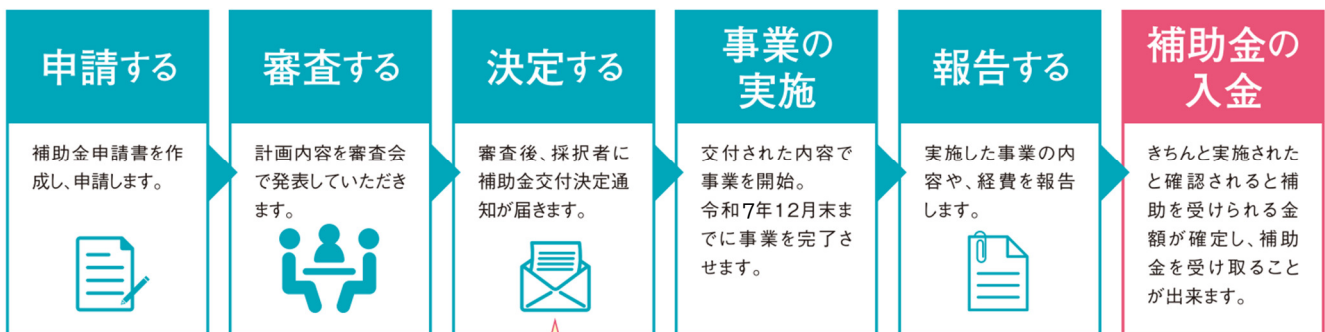 申請する
補助金申請書を作
成し、申請します。
審査する
計画内容を審査会
で発表していただき
ます。
決定する
審査後、採択者に
補助金交付決定通
知が届きます。
事業の
実施
交付された内容で
事業を開始。
令和7年12月末ま
でに事業を完了さ
せます。
報告する
実施した事業の内
容や、経費を報告
します。
補助金の
入金
きちんと実施された
と確認されると補
助を受けられる金
額が確定し、補助
金を受け取ること
が出来ます。